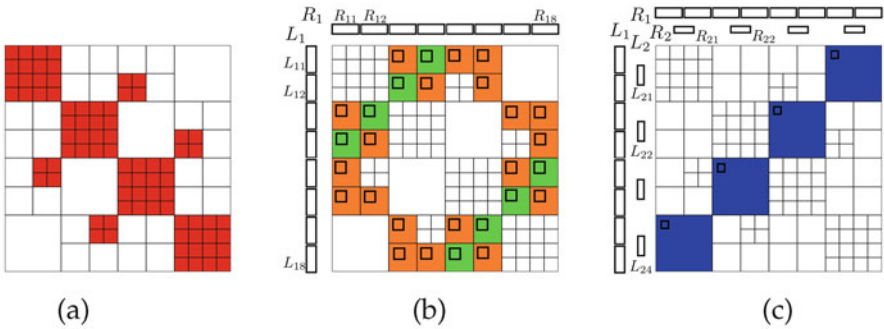 R1 R11 R12 R18
L1
L11
L12
L18
R1
L1 L2 R2 R21 R22
L21
L22
L24
(a) (b) (c)